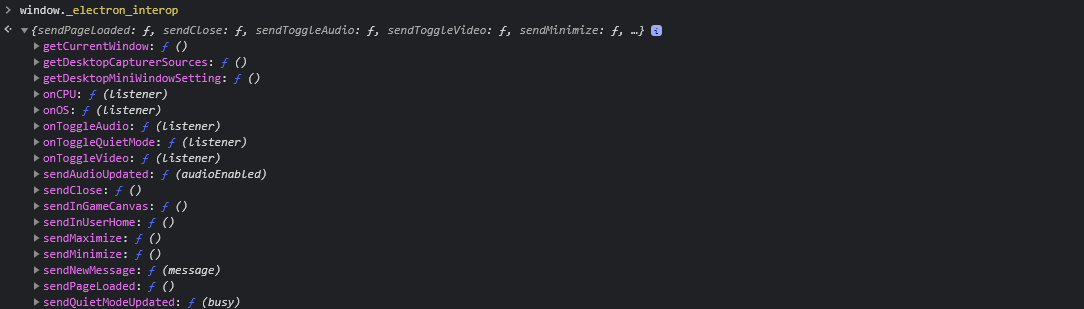 window._electron_interop
{sendPageLoaded: ƒ, sendClose: ƒ, sendToggleAudio: ƒ, sendToggleVideo: ƒ, sendMinimize: ƒ, …} i
getCurrentWindow: ƒ ()
getDesktopCapturerSources: ƒ ()
getDesktopMiniWindowSetting: ƒ ()
onCPU: ƒ (listener)
onOS: ƒ (listener)
onToggleAudio: ƒ (listener)
onToggleQuietMode: ƒ (listener)
onToggleVideo: ƒ (listener)
sendAudioUpdated: ƒ (audioEnabled)
sendClose: ƒ ()
sendInGameCanvas: ƒ ()
sendInUserHome: ƒ ()
sendMaximize: ƒ ()
sendMinimize: ƒ ()
sendNewMessage: ƒ (message)
sendPageLoaded: ƒ ()
sendQuietModeUpdated: ƒ (busy)